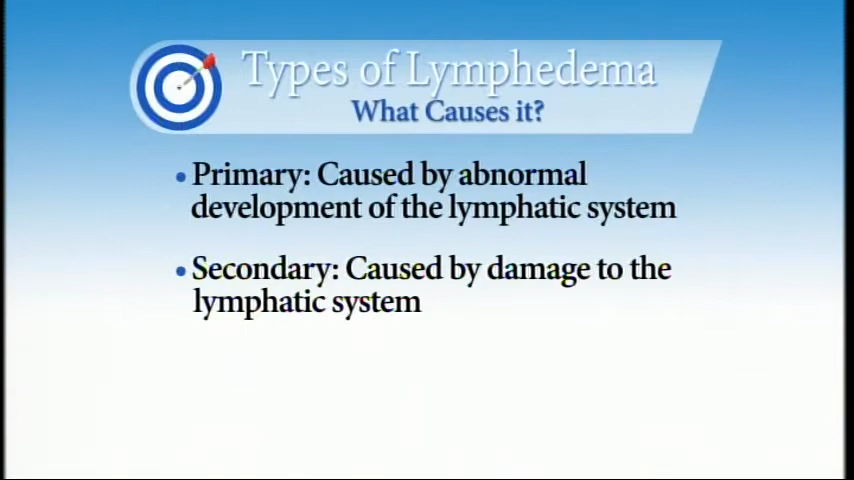 Types of Lymphedema
What Causes it?
• Primary: Caused by abnormal
development of the lymphatic system
• Secondary: Caused by damage to the
lymphatic system